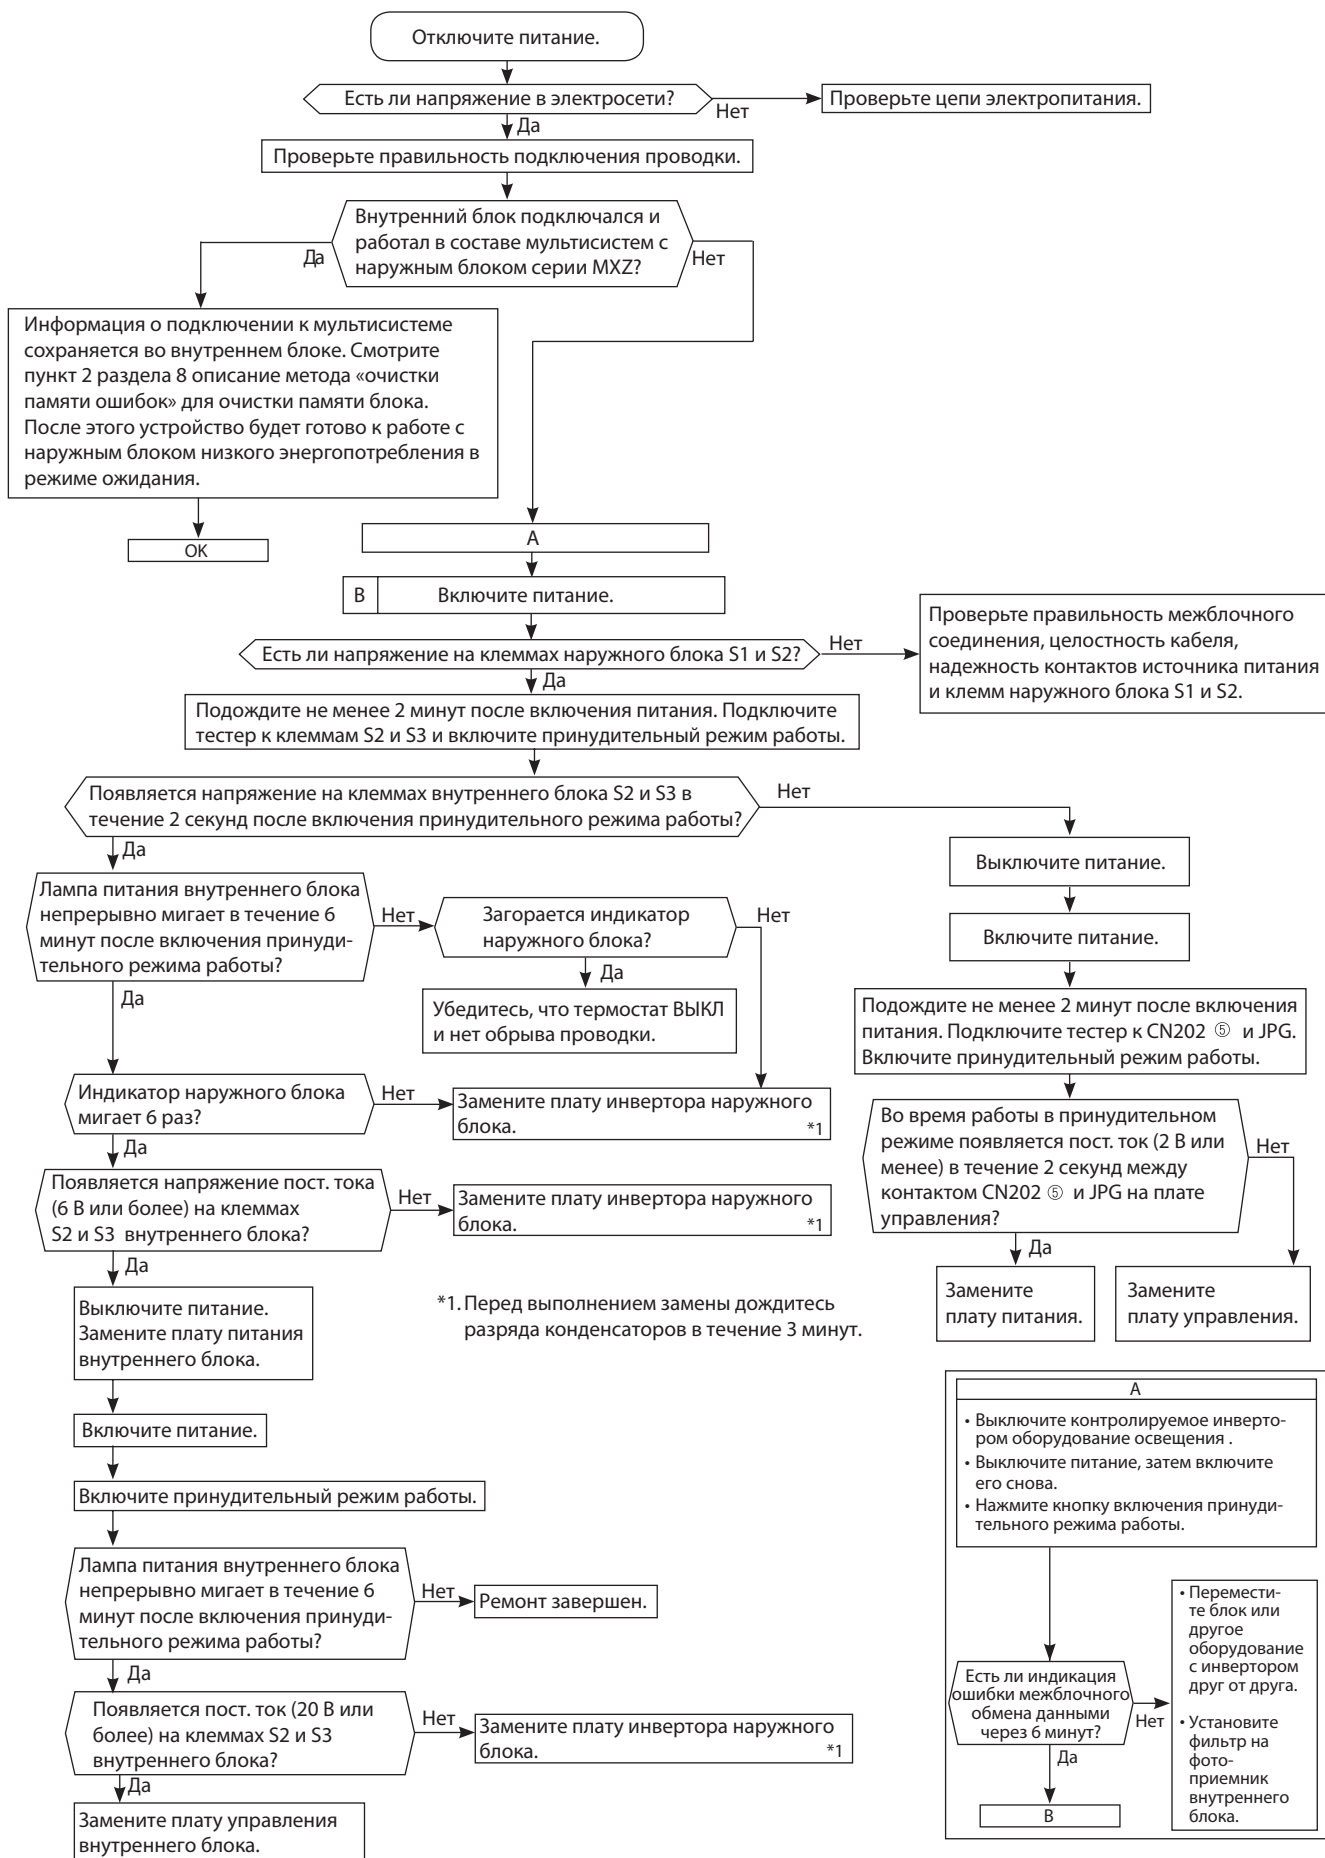 Отключите питание.
Есть ли напряжение в электросети?
Нет
Проверьте цепи электропитания.
Да
Проверьте правильность подключения проводки.
Внутренний блок подключался и
работал в составе мультисистем с
наружным блоком серии MXZ?
Да
Нет
Информация о подключении к мультисистеме
сохраняется во внутреннем блоке. Смотрите
пункт 2 раздела 8 описание метода «очистки
памяти ошибок» для очистки памяти блока.
После этого устройство будет готово к работе с
наружным блоком низкого энергопотребления в
режиме ожидания.
OK
A
B
Включите питание.
Есть ли напряжение на клеммах наружного блока S1 и S2?
Нет
Проверьте правильность межблочного
соединения, целостность кабеля,
надежность контактов источника питания
и клемм наружного блока S1 и S2.
Да
Подождите не менее 2 минут после включения питания. Подключите
тестер к клеммам S2 и S3 и включите принудительный режим работы.
Появляется напряжение на клеммах внутреннего блока S2 и S3 в
течение 2 секунд после включения принудительного режима работы?
Нет
Да
Лампа питания внутреннего блока
непрерывно мигает в течение 6
минут после включения принуди-
тельного режима работы?
Нет
Загорается индикатор
наружного блока?
Нет
Да
Убедитесь, что термостат ВЫКЛ
и нет обрыва проводки.
Да
Индикатор наружного блока
мигает 6 раз?
Нет
Замените плату инвертора наружного
блока. *1
Да
Появляется напряжение пост. тока
(6 В или более) на клеммах
S2 и S3 внутреннего блока?
Нет
Замените плату инвертора наружного
блока. *1
Да
Выключите питание.
Замените плату питания
внутреннего блока.
*1. Перед выполнением замены дождитесь
разряда конденсаторов в течение 3 минут.
Включите питание.
Включите принудительный режим работы.
Лампа питания внутреннего блока
непрерывно мигает в течение 6
минут после включения принуди-
тельного режима работы?
Нет
Ремонт завершен.
Да
Появляется пост. ток (20 В или
более) на клеммах S2 и S3
внутреннего блока?
Нет
Замените плату инвертора наружного
блока. *1
Да
Замените плату управления
внутреннего блока.
Выключите питание.
Включите питание.
Подождите не менее 2 минут после включения
питания. Подключите тестер к CN202 ⑤ и JPG.
Включите принудительный режим работы.
Во время работы в принудительном
режиме появляется пост. ток (2 В или
менее) в течение 2 секунд между
контактом CN202 ⑤ и JPG на плате
управления?
Нет
Да
Замените
плату питания.
Замените
плату управления.
A
• Выключите контролируемое инверто-
ром оборудование освещения .
• Выключите питание, затем включите
его снова.
• Нажмите кнопку включения принуди-
тельного режима работы.
Есть ли индикация
ошибки межблочного
обмена данными
через 6 минут?
Нет
Да
B
• Перемести-
те блок или
другое
оборудование
с инвертором
друг от друга.
• Установите
фильтр на
фото-
приемник
внутреннего
блока.